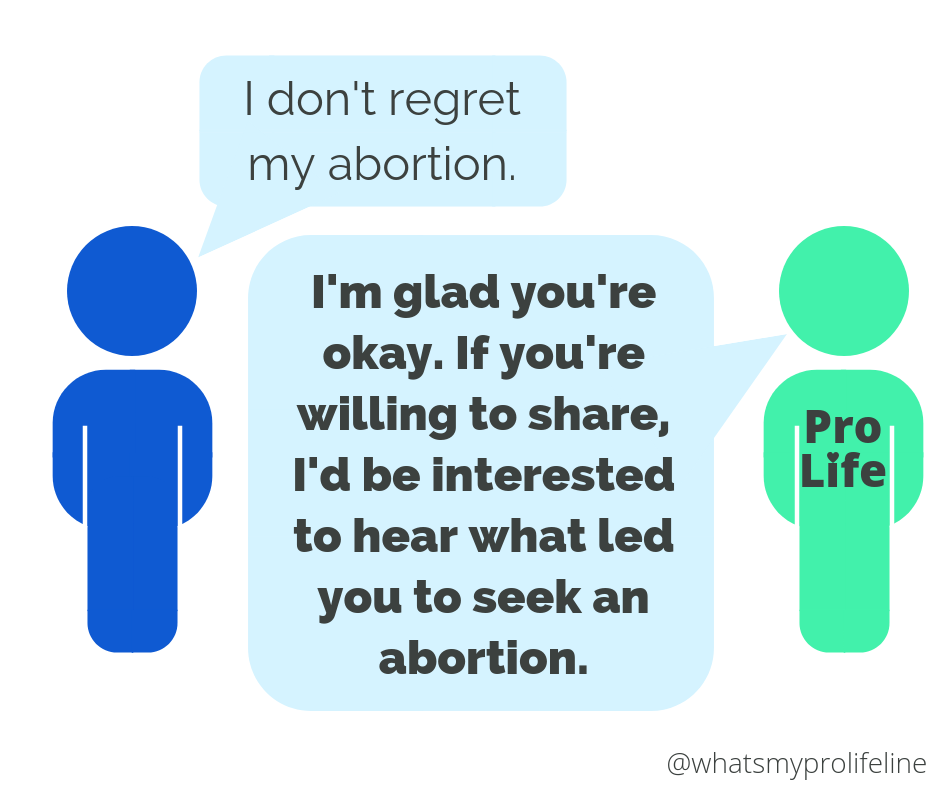 I don't regret
my abortion.
I'm glad you're
okay. If you're
willing to share,
I'd be interested
to hear what led
you to seek an
abortion.
Pro
Life
@whatsmyprolifeline